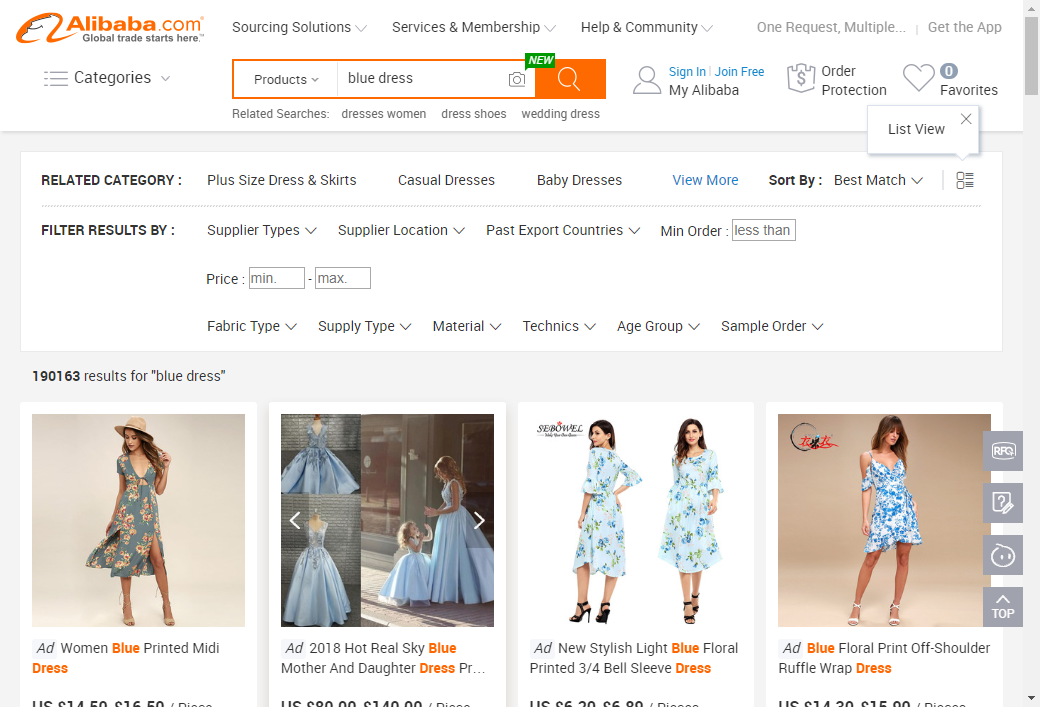 Alibaba.com
Global trade starts here.™
Sourcing Solutions
Services & Membership
Help & Community
One Request, Multiple...
Get the App
Categories
Products
blue dress
NEW
Sign In | Join Free
My Alibaba
Order
Protection
0
Favorites
Related Searches: dresses women dress shoes wedding dress
List View
RELATED CATEGORY : Plus Size Dress & Skirts Casual Dresses Baby Dresses View More Sort By : Best Match
FILTER RESULTS BY : Supplier Types Supplier Location Past Export Countries Min Order : less than
Price : min. - max.
Fabric Type Supply Type Material Technics Age Group Sample Order
190163 results for "blue dress"
SEBOWEL
RFQ
TOP
Ad Women Blue Printed Midi
Dress
Ad 2018 Hot Real Sky Blue
Mother And Daughter Dress Pr...
Ad New Stylish Light Blue Floral
Printed 3/4 Bell Sleeve Dress
Ad Blue Floral Print Off-Shoulder
Ruffle Wrap Dress